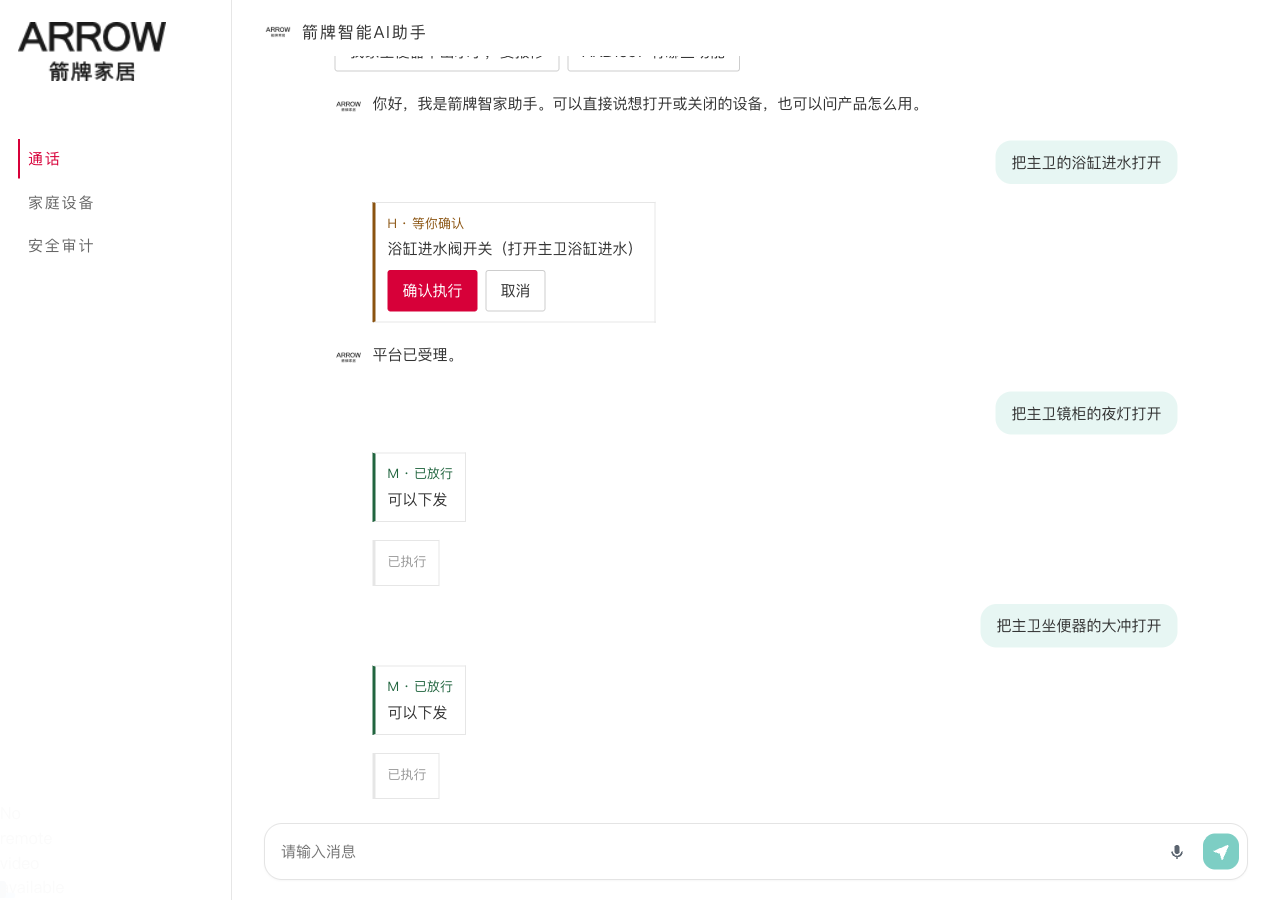 ARROW
箭牌家居
通话
家庭设备
安全审计
ARROW
箭牌智能AI助手
ARROW
你好，我是箭牌智家助手。可以直接说想打开或关闭的设备，也可以问产品怎么用。
把主卫的浴缸进水打开
H · 等你确认
浴缸进水阀开关（打开主卫浴缸进水）
确认执行
取消
ARROW
平台已受理。
把主卫镜柜的夜灯打开
M · 已放行
可以下发
已执行
把主卫坐便器的大冲打开
M · 已放行
可以下发
已执行
请输入消息